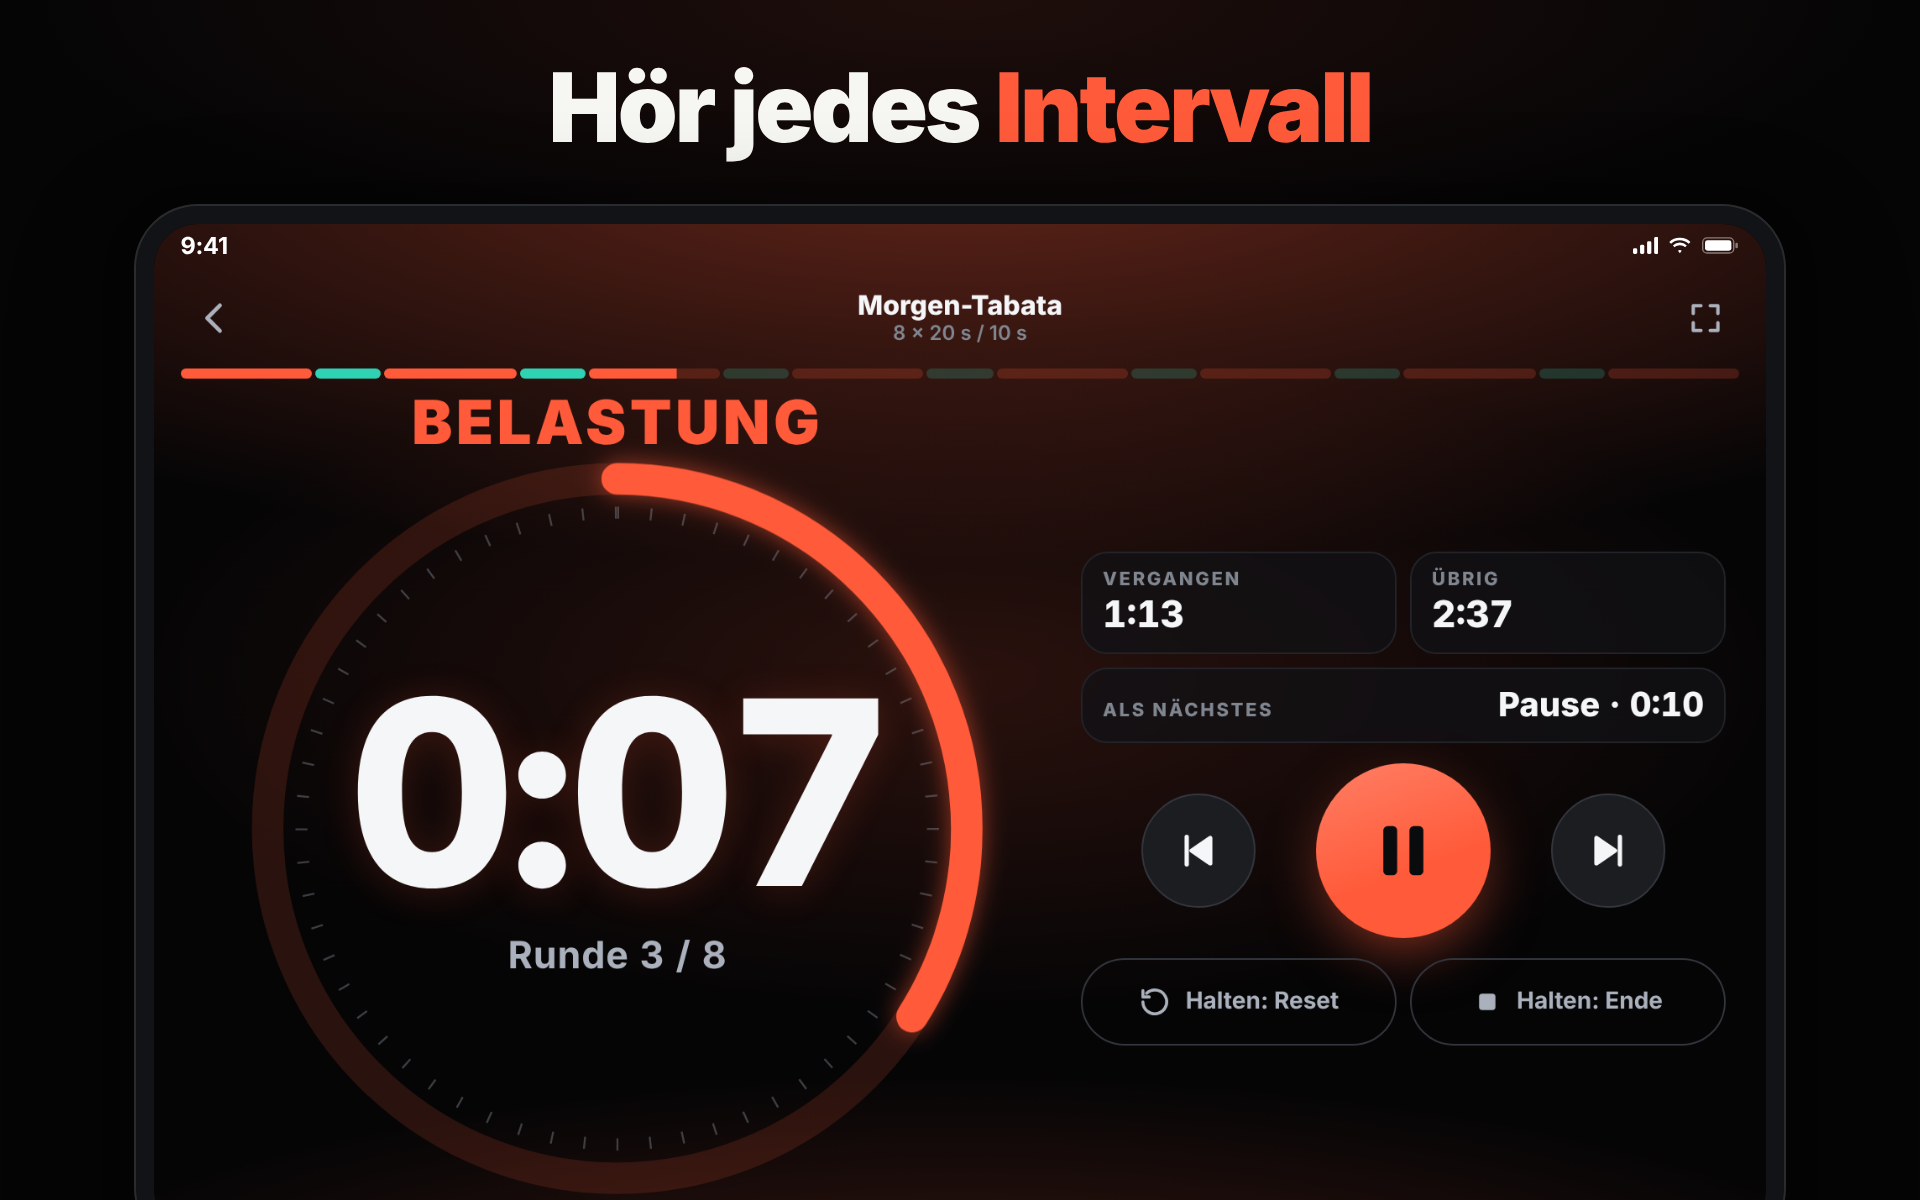 Hör jedes Intervall
9:41
Morgen-Tabata
8 × 20 s / 10 s
BELASTUNG
0:07
Runde 3 / 8
VERGANGEN
1:13
ÜBRIG
2:37
ALS NÄCHSTES
Pause · 0:10
Halten: Reset
Halten: Ende